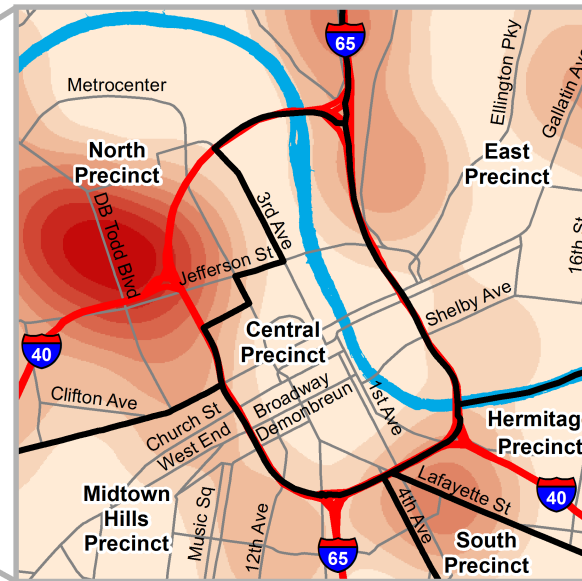 65
Metrocenter
Ellington Pky
Gallatin Av
North
Precinct
East
Precinct
DB Todd Blvd
3rd Ave
16th St
Jefferson St
Shelby Ave
Central
Precinct
40
Clifton Ave
Broadway
Demonbreun
1st Ave
Church St
West End
Hermitag
Precinct
Midtown
Hills
Precinct
Music Sq
12th Ave
4th Ave
Lafayette St
40
South
Precinct
65